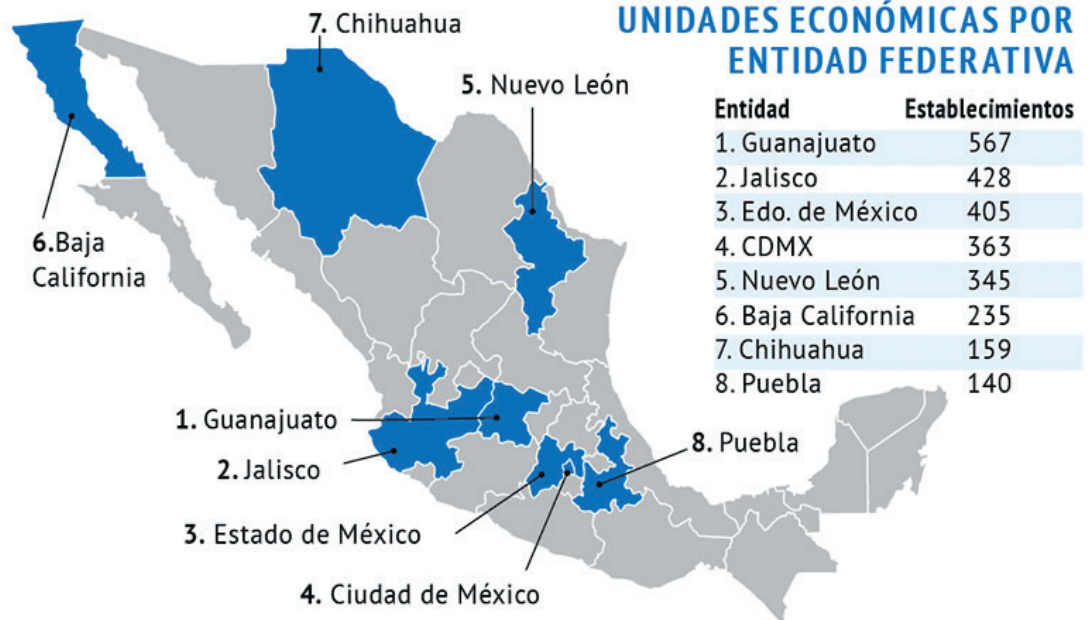 UNIDADES ECONÓMICAS POR
ENTIDAD FEDERATIVA
Entidad Establecimientos
1. Guanajuato 567
2. Jalisco 428
3. Edo. de México 405
4. CDMX 363
5. Nuevo León 345
6. Baja California 235
7. Chihuahua 159
8. Puebla 140
7. Chihuahua
5. Nuevo León
6.Baja
California
1. Guanajuato
2. Jalisco
8. Puebla
3. Estado de México
4. Ciudad de México